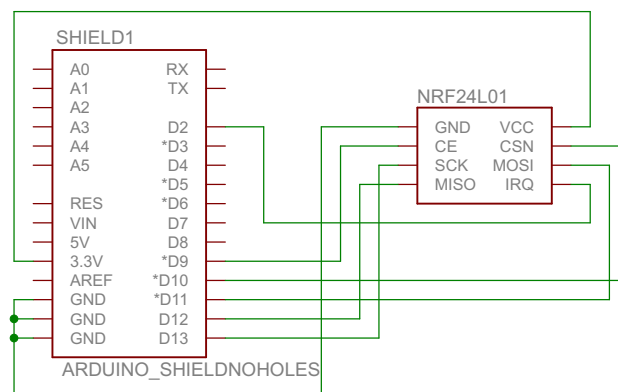 SHIELD1
A0 RX
A1 TX
A2
A3 D2
A4 *D3
A5 D4
*D5
RES *D6
VIN D7
5V D8
3.3V *D9
AREF *D10
GND *D11
GND D12
GND D13
ARDUINO_SHIELDNOHOLES
NRF24L01
GND VCC
CE CSN
SCK MOSI
MISO IRQ